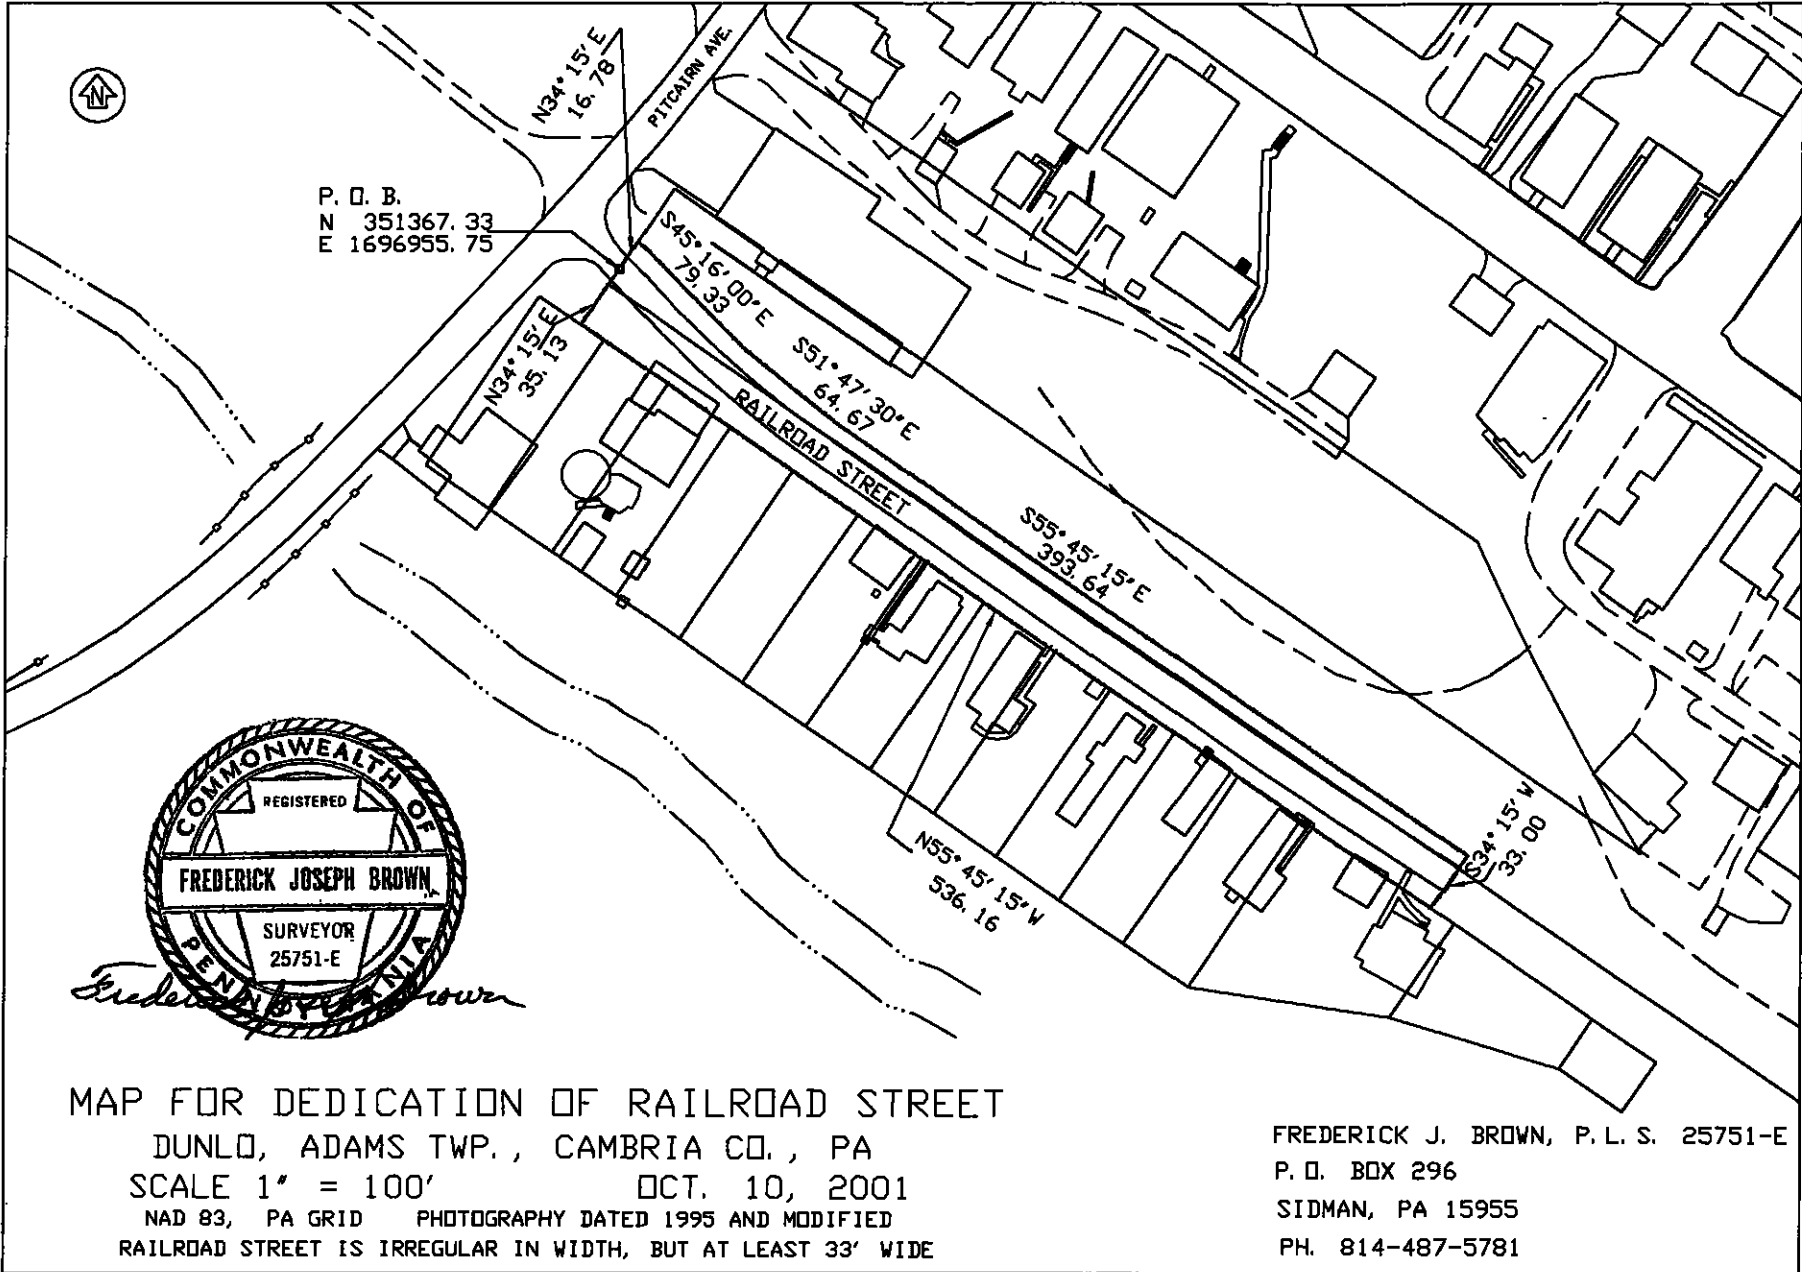 N34°15'E
16.78
PITCAIRN AVE.
N
P.O.B.
N 351367.33
E 1696955.75
S45°16'00"E
79.33
N34°15'E
35.13
S51°47'30"E
64.67
RAILROAD STREET
S55°45'15"E
393.64
N55°45'15"W
536.16
S34°15'W
33.00
COMMONWEALTH OF
REGISTERED
FREDERICK JOSEPH BROWN
SURVEYOR
25751-E
PENNSYLVANIA
Frederick Joseph Brown
MAP FOR DEDICATION OF RAILROAD STREET
DUNLO, ADAMS TWP., CAMBRIA CO., PA
SCALE 1" = 100' OCT. 10, 2001
NAD 83, PA GRID PHOTOGRAPHY DATED 1995 AND MODIFIED
RAILROAD STREET IS IRREGULAR IN WIDTH, BUT AT LEAST 33' WIDE
FREDERICK J. BROWN, P.L.S. 25751-E
P.O. BOX 296
SIDMAN, PA 15955
PH. 814-487-5781